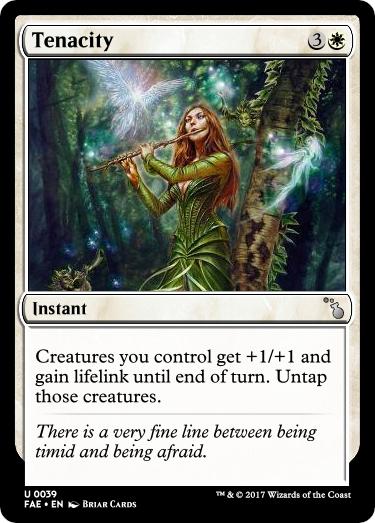 Tenacity 3
Instant
Creatures you control get +1/+1 and
gain lifelink until end of turn. Untap
those creatures.
There is a very fine line between being
timid and being afraid.
U 0039
FAE • EN Briar Cards
™ & © 2017 Wizards of the Coast